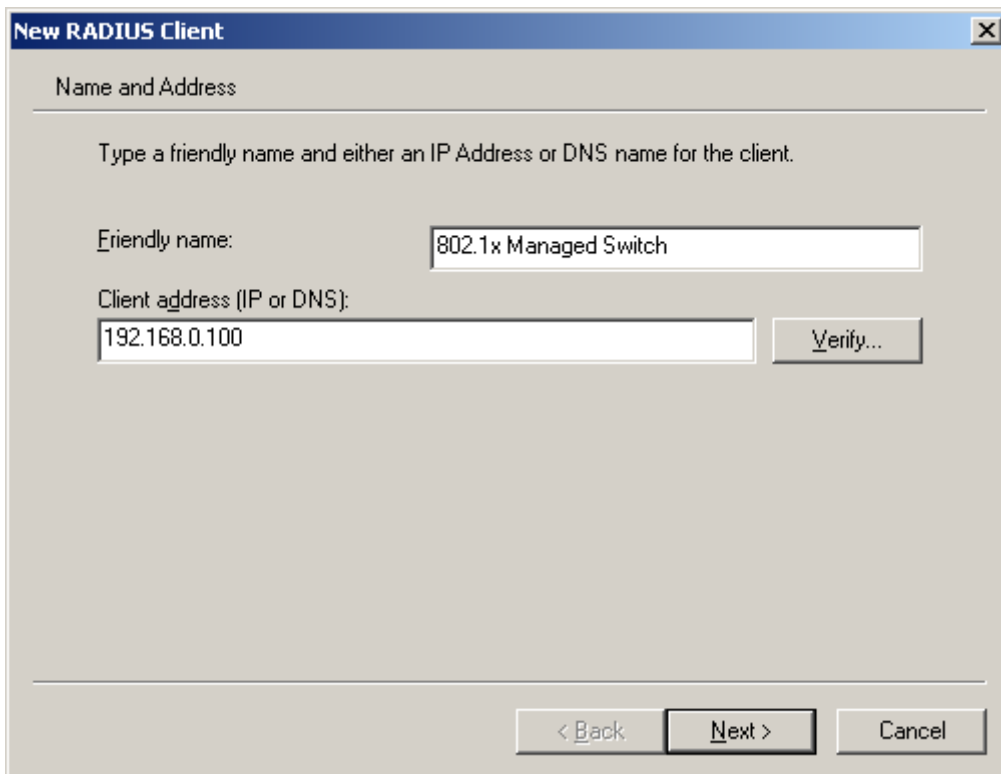 New RADIUS Client
Name and Address
Type a friendly name and either an IP Address or DNS name for the client.
Friendly name:
802.1x Managed Switch
Client address (IP or DNS):
192.168.0.100
Verify...
< Back
Next >
Cancel